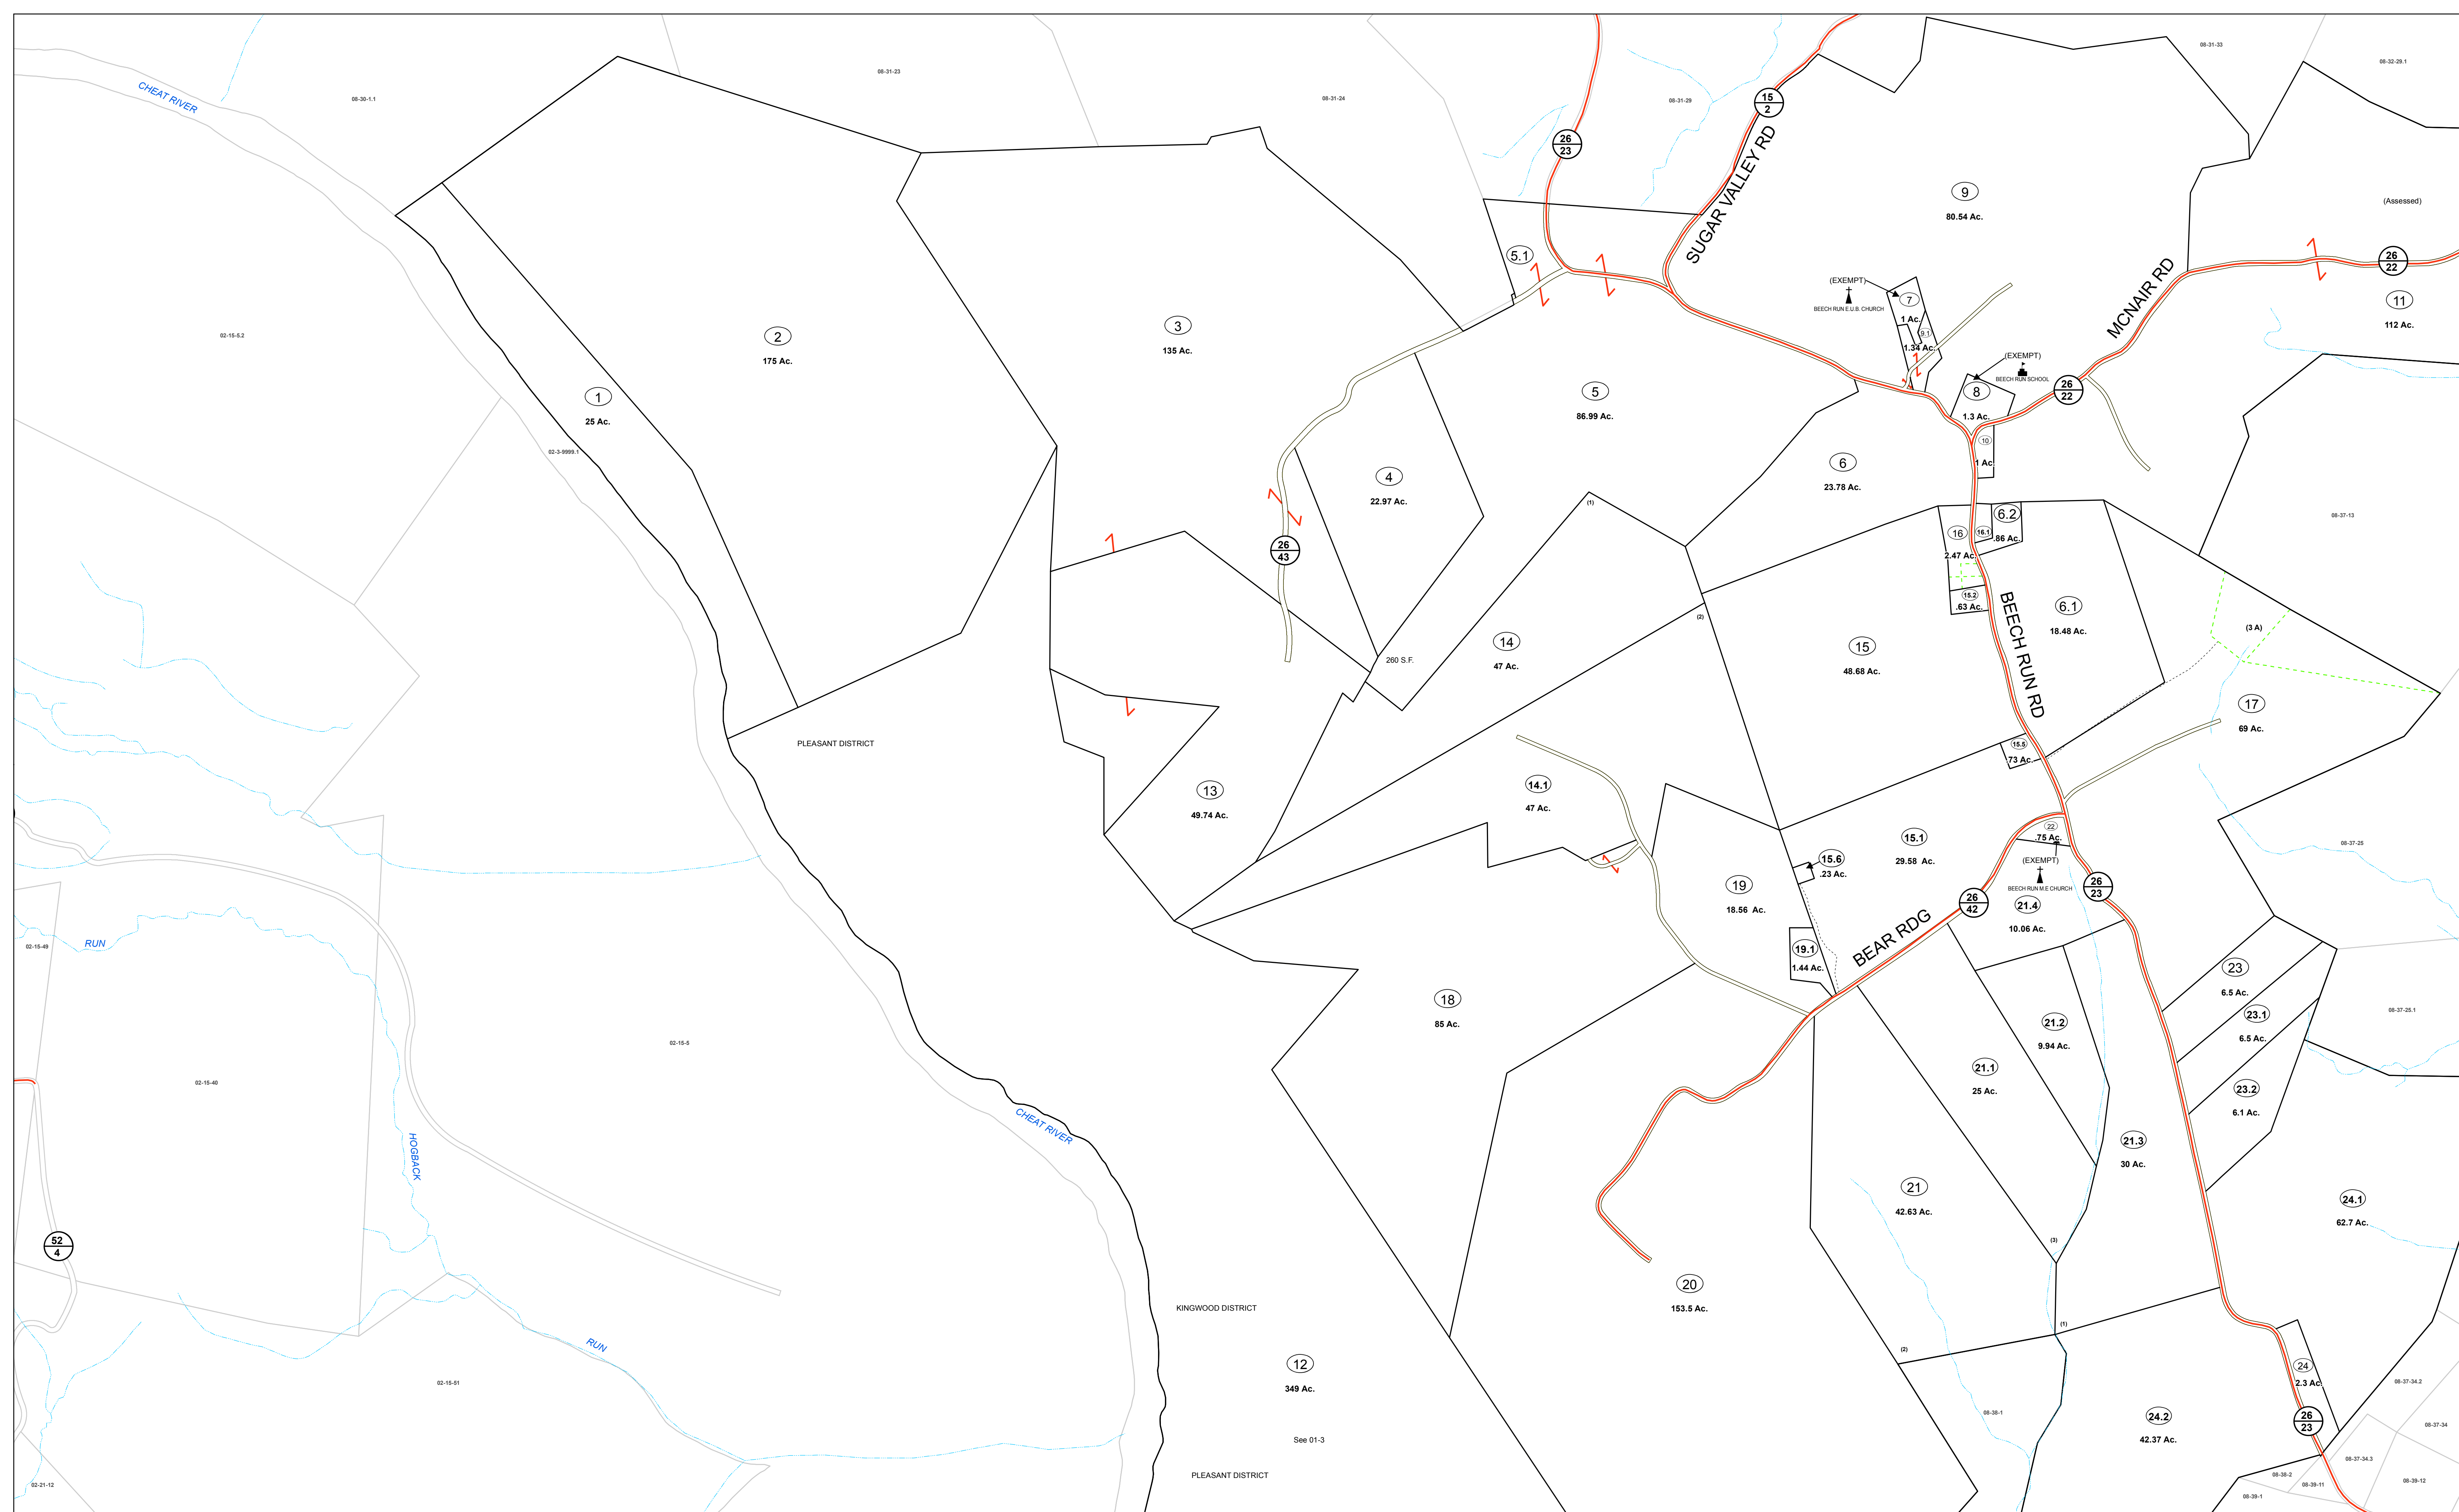 08-31-33
08-32-29.1
08-31-23
08-30-1.1
08-31-24
08-31-29
CHEAT RIVER
15
2
26
23
SUGAR VALLEY RD
9
80.54 Ac.
(Assessed)
5.1
26
22
MCNAIR RD
(EXEMPT)
BEECH RUN E.U.B. CHURCH
7
1 Ac.
9.1
1.34 Ac.
11
112 Ac.
02-15-5.2
2
175 Ac.
3
135 Ac.
(EXEMPT)
BEECH RUN SCHOOL
8
1.3 Ac.
26
22
1
25 Ac.
5
86.99 Ac.
10
1 Ac.
02-3-9999.1
4
22.97 Ac.
6
23.78 Ac.
(1)
08-37-13
26
43
16
2.47 Ac.
16.1
6.2
.86 Ac.
15.2
.63 Ac.
BEECH RUN RD
6.1
18.48 Ac.
(2)
(3 A)
14
47 Ac.
260 S.F.
15
48.68 Ac.
17
69 Ac.
PLEASANT DISTRICT
15.5
.73 Ac.
13
49.74 Ac.
14.1
47 Ac.
15.1
29.58 Ac.
22
.75 Ac.
(EXEMPT)
BEECH RUN M.E CHURCH
15.6
.23 Ac.
08-37-25
19
18.56 Ac.
26
23
26
42
21.4
10.06 Ac.
BEAR RDG
02-15-49
RUN
19.1
1.44 Ac.
23
6.5 Ac.
18
85 Ac.
21.2
9.94 Ac.
23.1
6.5 Ac.
08-37-25.1
02-15-5
02-15-40
21.1
25 Ac.
23.2
6.1 Ac.
CHEAT RIVER
HOGBACK
21.3
30 Ac.
21
42.63 Ac.
24.1
62.7 Ac.
52
4
(3)
20
153.5 Ac.
KINGWOOD DISTRICT
(1)
RUN
(2)
12
349 Ac.
24
2.3 Ac.
02-15-51
08-37-34.2
08-38-1
24.2
42.37 Ac.
26
23
08-37-34
See 01-3
08-37-34.3
PLEASANT DISTRICT
08-38-2
08-39-11
08-39-12
02-21-12
08-39-1